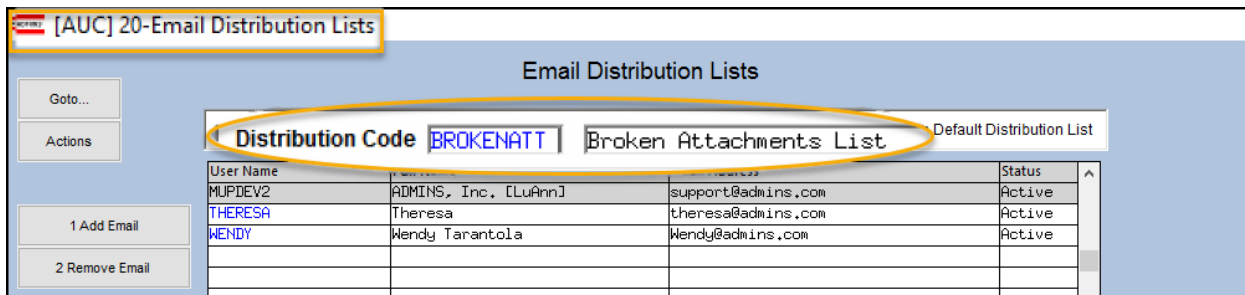 [AUC] 20-Email Distribution Lists
Email Distribution Lists
Goto...
Actions
Distribution Code BROKENATT Broken Attachments List Default Distribution List
User Name Status
MUPDEV2 ADMINS, Inc. [LuAnn] support@admins.com Active
THERESA Theresa theresa@admins.com Active
WENDY Wendy Tarantola Wendy@admins.com Active
1 Add Email
2 Remove Email